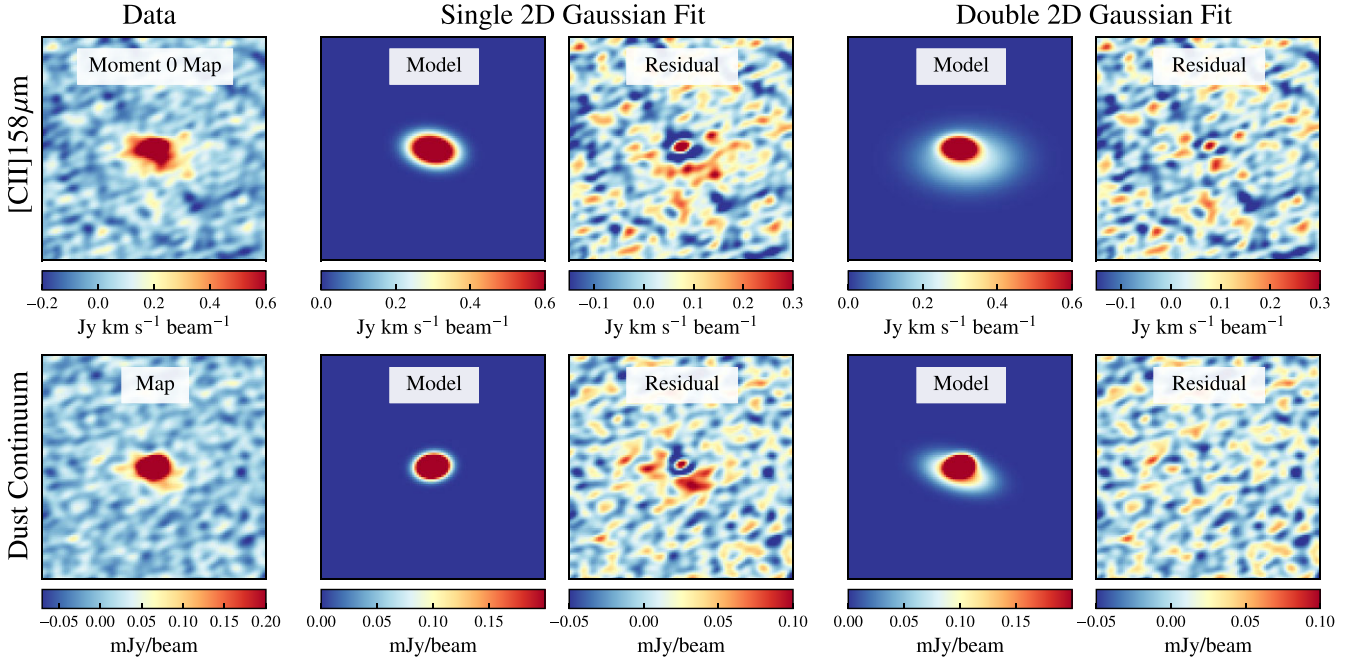 Data
Single 2D Gaussian Fit
Double 2D Gaussian Fit
[CII]158μm
Moment 0 Map
Model
Residual
Model
Residual
−0.2 0.0 0.2 0.4 0.6
0.0 0.2 0.4 0.6
−0.1 0.0 0.1 0.2 0.3
0.0 0.2 0.4 0.6
−0.1 0.0 0.1 0.2 0.3
Jy km s⁻¹ beam⁻¹
Jy km s⁻¹ beam⁻¹
Jy km s⁻¹ beam⁻¹
Jy km s⁻¹ beam⁻¹
Jy km s⁻¹ beam⁻¹
Dust Continuum
Map
Model
Residual
Model
Residual
−0.05 0.00 0.05 0.10 0.15 0.20
0.00 0.05 0.10 0.15
−0.05 0.00 0.05 0.10
0.00 0.05 0.10 0.15
−0.05 0.00 0.05 0.10
mJy/beam
mJy/beam
mJy/beam
mJy/beam
mJy/beam